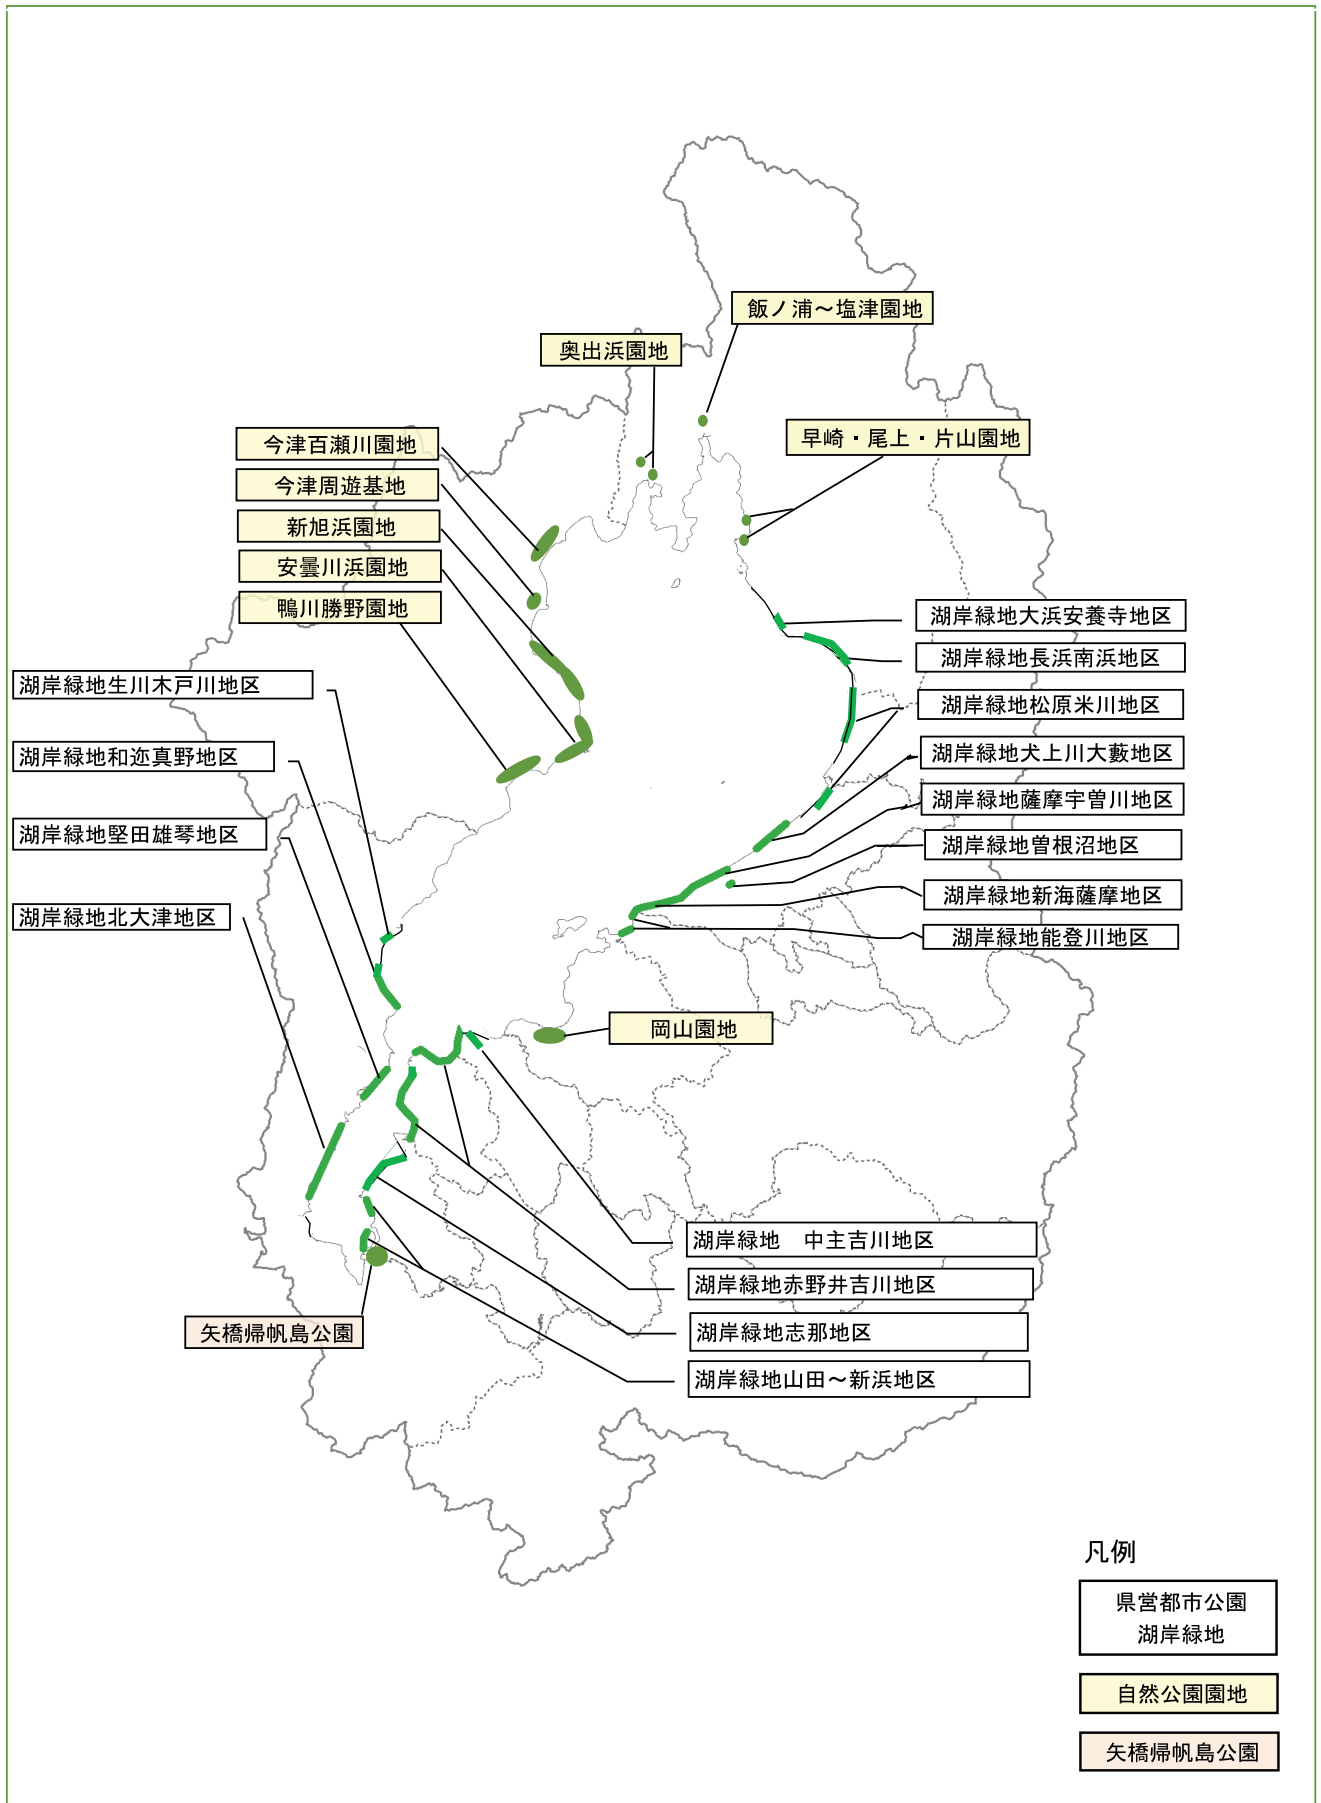 飯ノ浦～塩津園地
奥出浜園地
早崎・尾上・片山園地
今津百瀬川園地
今津周遊基地
新旭浜園地
安曇川浜園地
鴨川勝野園地
湖岸緑地大浜安養寺地区
湖岸緑地長浜南浜地区
湖岸緑地松原米川地区
湖岸緑地犬上川大藪地区
湖岸緑地薩摩宇曽川地区
湖岸緑地曽根沼地区
湖岸緑地新海薩摩地区
湖岸緑地能登川地区
湖岸緑地生川木戸川地区
湖岸緑地和迩真野地区
湖岸緑地堅田雄琴地区
湖岸緑地北大津地区
岡山園地
湖岸緑地　中主吉川地区
湖岸緑地赤野井吉川地区
湖岸緑地志那地区
湖岸緑地山田～新浜地区
矢橋帰帆島公園
凡例
県営都市公園
湖岸緑地
自然公園園地
矢橋帰帆島公園